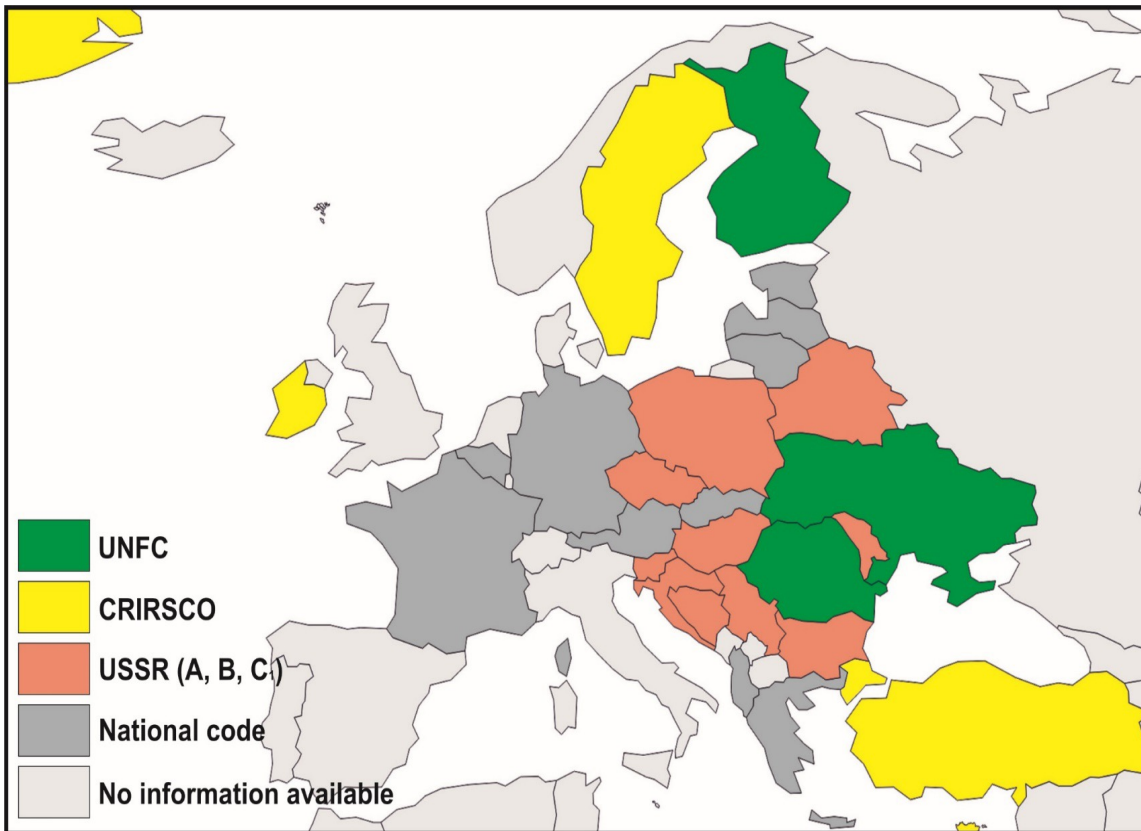 UNFC
CRIRSCO
USSR (A, B, C )
National code
No information available